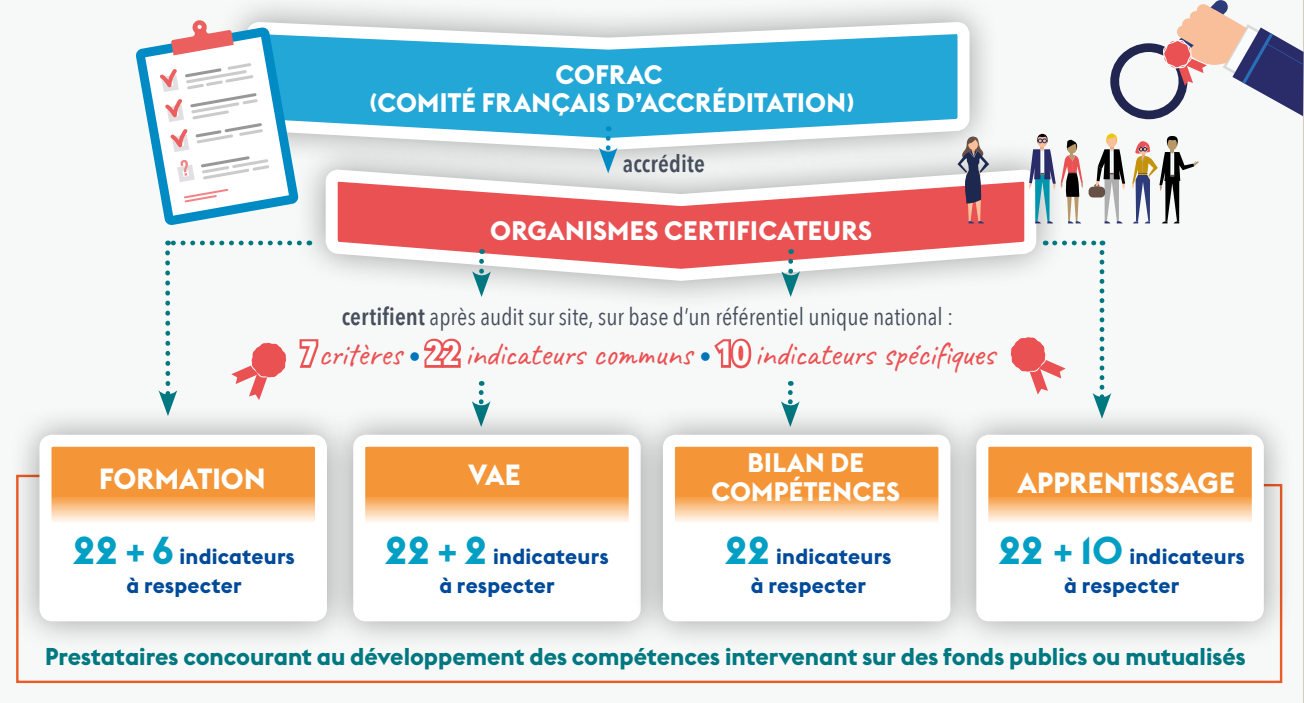 COFRAC
(COMITÉ FRANÇAIS D'ACCRÉDITATION)
accrédite
ORGANISMES CERTIFICATEURS
certifient après audit sur site, sur base d'un référentiel unique national :
7 critères • 22 indicateurs communs • 10 indicateurs spécifiques
FORMATION
22 + 6 indicateurs
à respecter
VAE
22 + 2 indicateurs
à respecter
BILAN DE
COMPÉTENCES
22 indicateurs
à respecter
APPRENTISSAGE
22 + 10 indicateurs
à respecter
Prestataires concourant au développement des compétences intervenant sur des fonds publics ou mutualisés